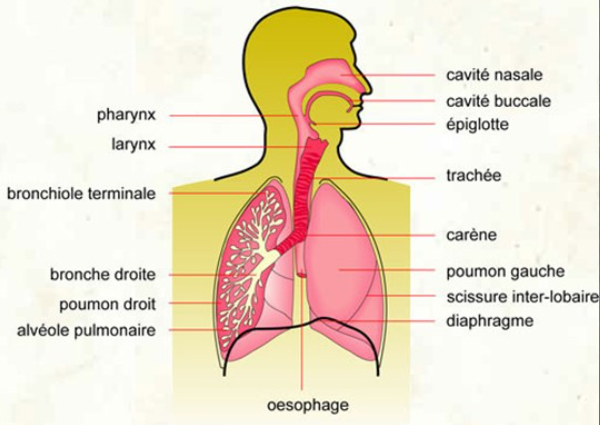 pharynx
larynx
bronchiole terminale
bronche droite
poumon droit
alvéole pulmonaire
cavité nasale
cavité buccale
épiglotte
trachée
carène
poumon gauche
scissure inter-lobaire
diaphragme
oesophage